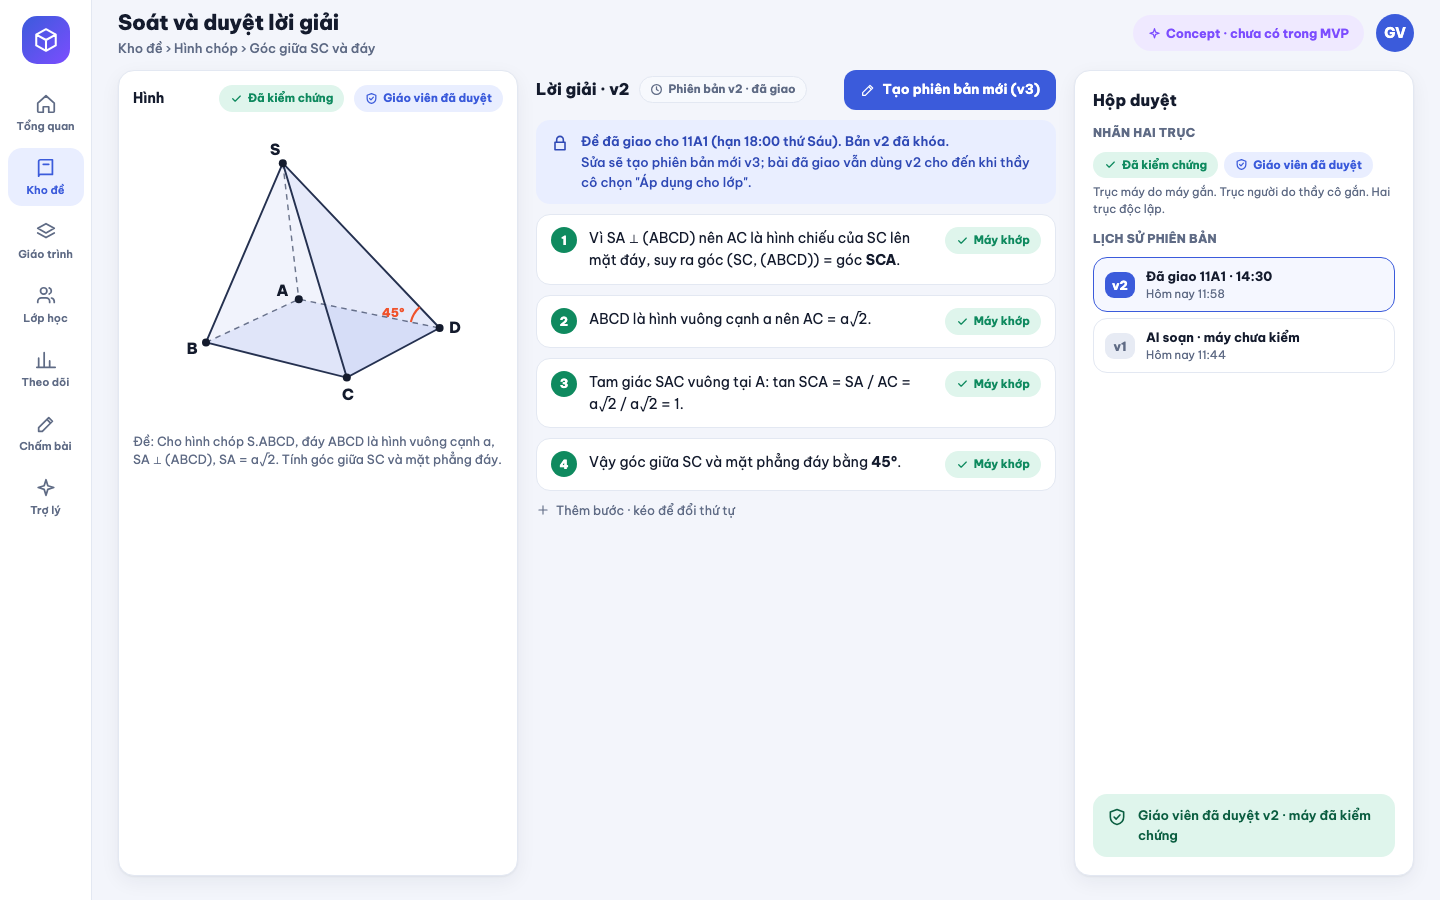 Soát và duyệt lời giải
Kho đề › Hình chóp › Góc giữa SC và đáy
Concept · chưa có trong MVP
GV
Tổng quan
Kho đề
Giáo trình
Lớp học
Theo dõi
Chấm bài
Trợ lý
Hình
Đã kiểm chứng
Giáo viên đã duyệt
S
A
45°
D
B
C
Đề: Cho hình chóp S.ABCD, đáy ABCD là hình vuông cạnh a,
SA ⊥ (ABCD), SA = a√2. Tính góc giữa SC và mặt phẳng đáy.
Lời giải · v2
Phiên bản v2 · đã giao
Tạo phiên bản mới (v3)
Đề đã giao cho 11A1 (hạn 18:00 thứ Sáu). Bản v2 đã khóa.
Sửa sẽ tạo phiên bản mới v3; bài đã giao vẫn dùng v2 cho đến khi thầy
cô chọn "Áp dụng cho lớp".
1
Vì SA ⊥ (ABCD) nên AC là hình chiếu của SC lên
mặt đáy, suy ra góc (SC, (ABCD)) = góc SCA.
Máy khớp
2
ABCD là hình vuông cạnh a nên AC = a√2.
Máy khớp
3
Tam giác SAC vuông tại A: tan SCA = SA / AC =
a√2 / a√2 = 1.
Máy khớp
4
Vậy góc giữa SC và mặt phẳng đáy bằng 45°.
Máy khớp
Thêm bước · kéo để đổi thứ tự
Hộp duyệt
NHÃN HAI TRỤC
Đã kiểm chứng
Giáo viên đã duyệt
Trục máy do máy gắn. Trục người do thầy cô gắn. Hai
trục độc lập.
LỊCH SỬ PHIÊN BẢN
v2
Đã giao 11A1 · 14:30
Hôm nay 11:58
v1
AI soạn · máy chưa kiểm
Hôm nay 11:44
Giáo viên đã duyệt v2 · máy đã kiểm
chứng